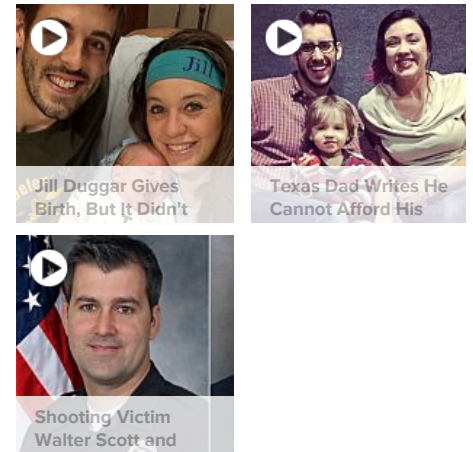 Jill
Jill Duggar Gives
Birth, But It Didn't
Texas Dad Writes He
Cannot Afford His
Shooting Victim
Walter Scott and